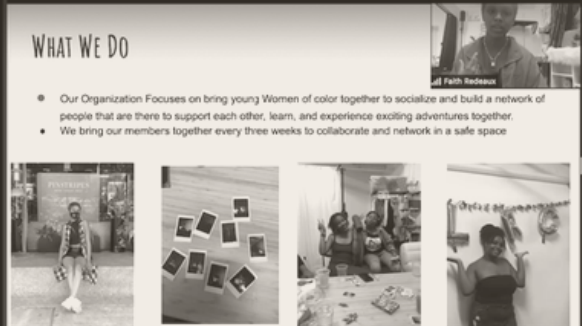 What We Do
Faith Redeaux
Our Organization Focuses on bring young Women of color together to socialize and build a network of
people that are there to support each other, learn, and experience exciting adventures together.
We bring our members together every three weeks to collaborate and network in a safe space